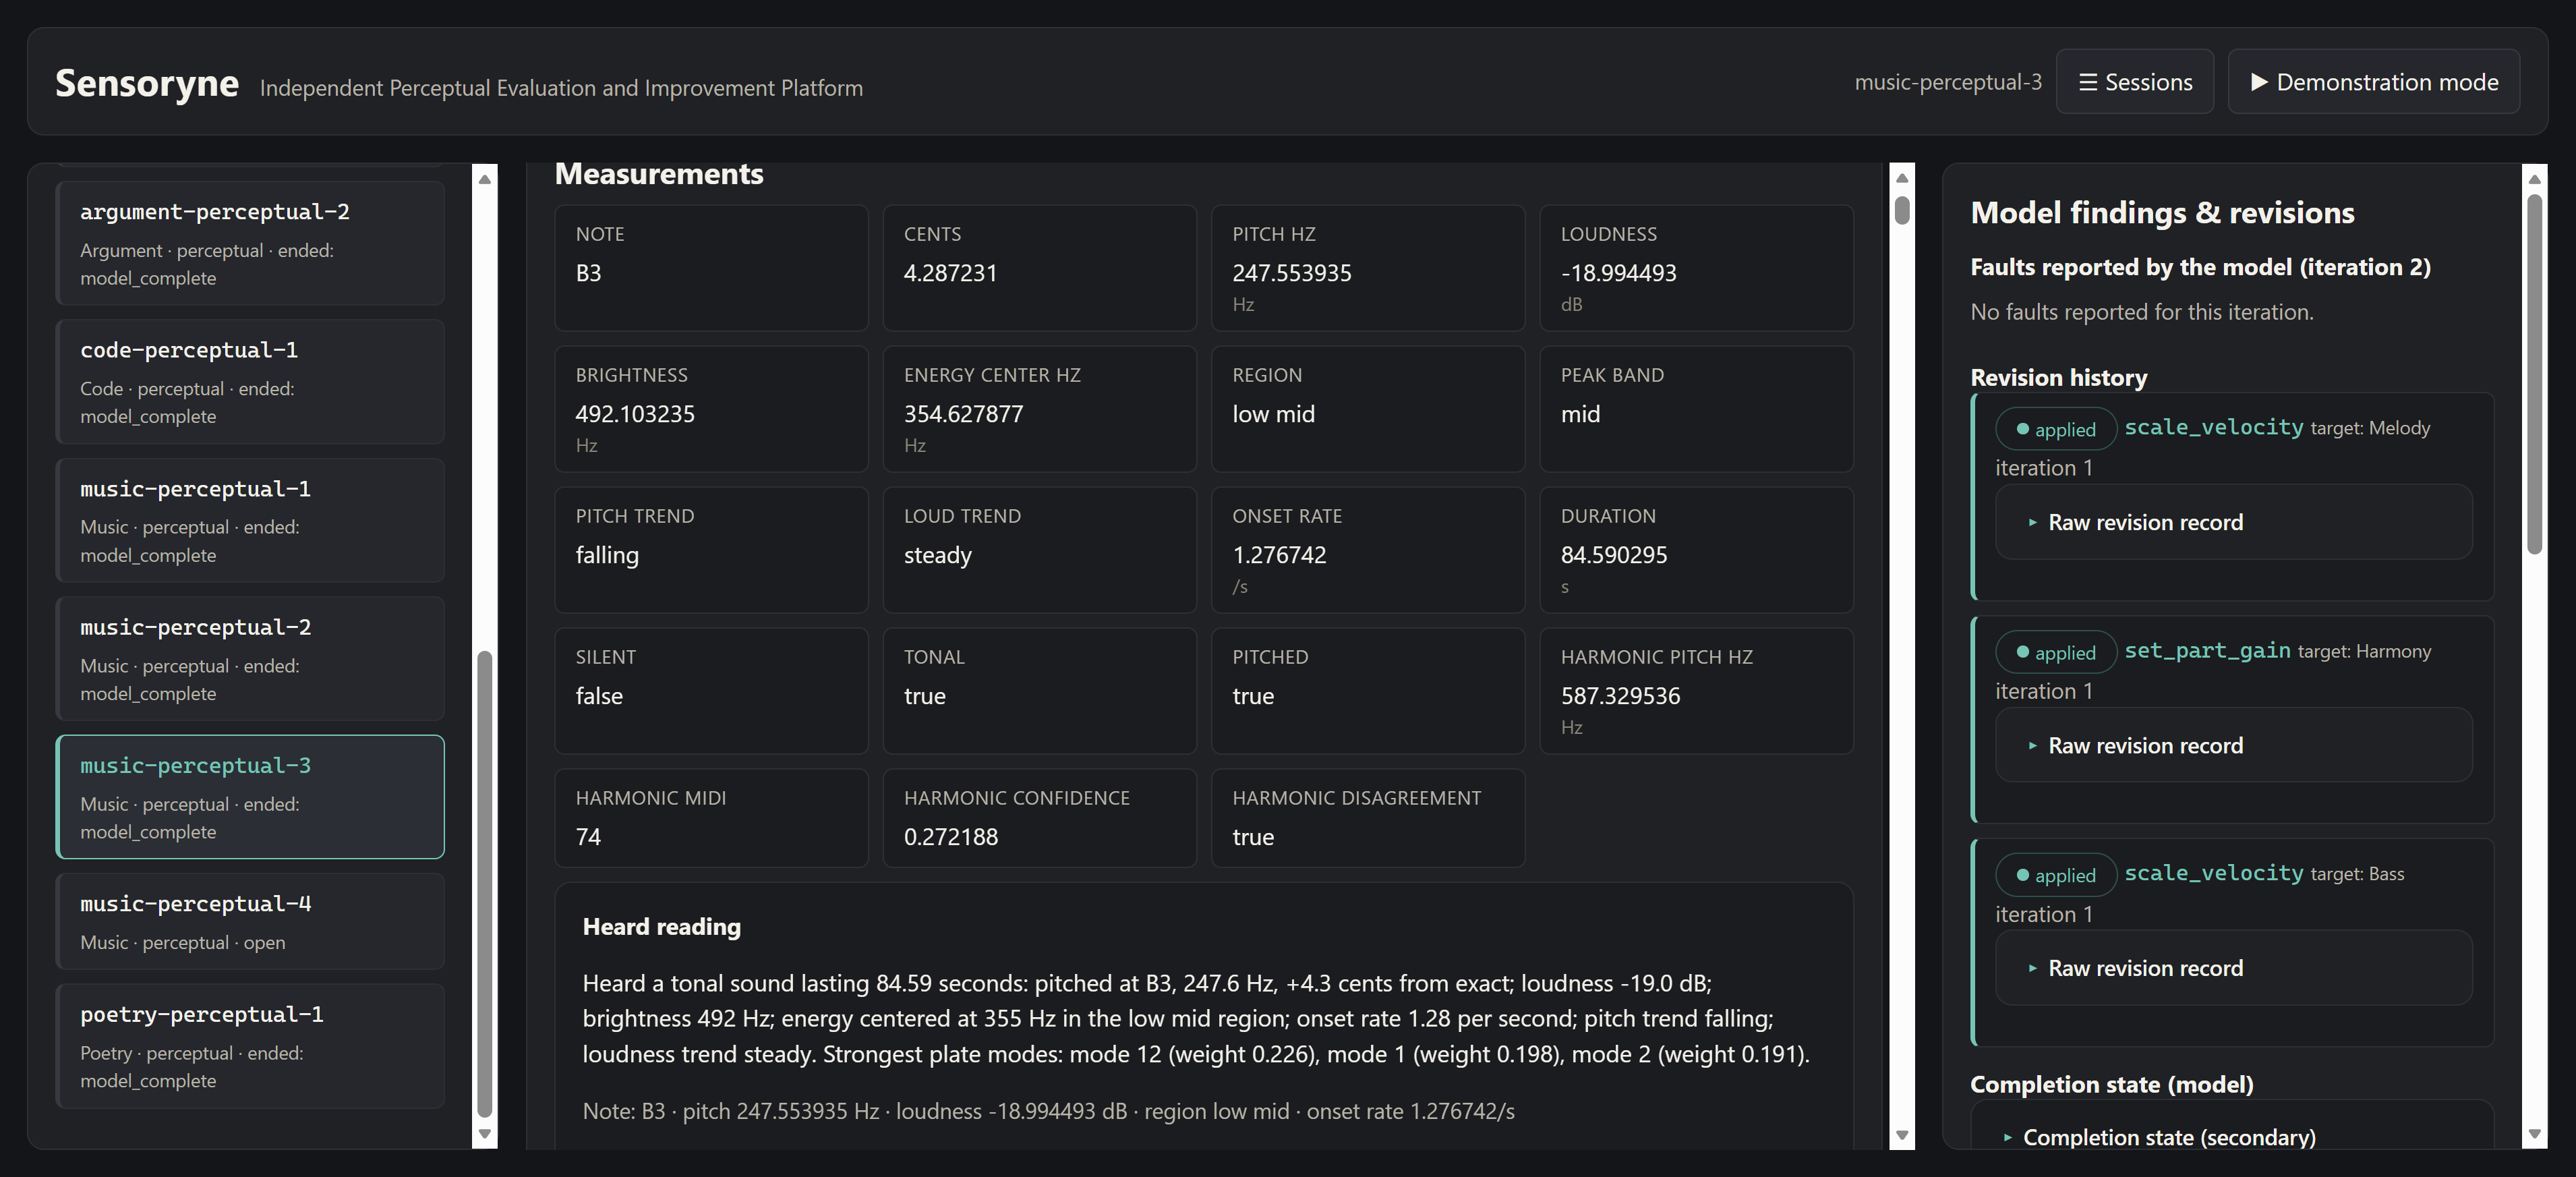 Sensoryne Independent Perceptual Evaluation and Improvement Platform
music-perceptual-3 ☰ Sessions ▶ Demonstration mode
argument-perceptual-2
Argument · perceptual · ended:
model_complete
code-perceptual-1
Code · perceptual · ended:
model_complete
music-perceptual-1
Music · perceptual · ended:
model_complete
music-perceptual-2
Music · perceptual · ended:
model_complete
music-perceptual-3
Music · perceptual · ended:
model_complete
music-perceptual-4
Music · perceptual · open
poetry-perceptual-1
Poetry · perceptual · ended:
model_complete
Measurements
NOTE
B3
CENTS
4.287231
PITCH HZ
247.553935
Hz
LOUDNESS
-18.994493
dB
BRIGHTNESS
492.103235
Hz
ENERGY CENTER HZ
354.627877
Hz
REGION
low mid
PEAK BAND
mid
PITCH TREND
falling
LOUD TREND
steady
ONSET RATE
1.276742
/s
DURATION
84.590295
s
SILENT
false
TONAL
true
PITCHED
true
HARMONIC PITCH HZ
587.329536
Hz
HARMONIC MIDI
74
HARMONIC CONFIDENCE
0.272188
HARMONIC DISAGREEMENT
true
Heard reading
Heard a tonal sound lasting 84.59 seconds: pitched at B3, 247.6 Hz, +4.3 cents from exact; loudness -19.0 dB;
brightness 492 Hz; energy centered at 355 Hz in the low mid region; onset rate 1.28 per second; pitch trend falling;
loudness trend steady. Strongest plate modes: mode 12 (weight 0.226), mode 1 (weight 0.198), mode 2 (weight 0.191).
Note: B3 · pitch 247.553935 Hz · loudness -18.994493 dB · region low mid · onset rate 1.276742/s
Model findings & revisions
Faults reported by the model (iteration 2)
No faults reported for this iteration.
Revision history
applied scale_velocity target: Melody
iteration 1
Raw revision record
applied set_part_gain target: Harmony
iteration 1
Raw revision record
applied scale_velocity target: Bass
iteration 1
Raw revision record
Completion state (model)
Completion state (secondary)